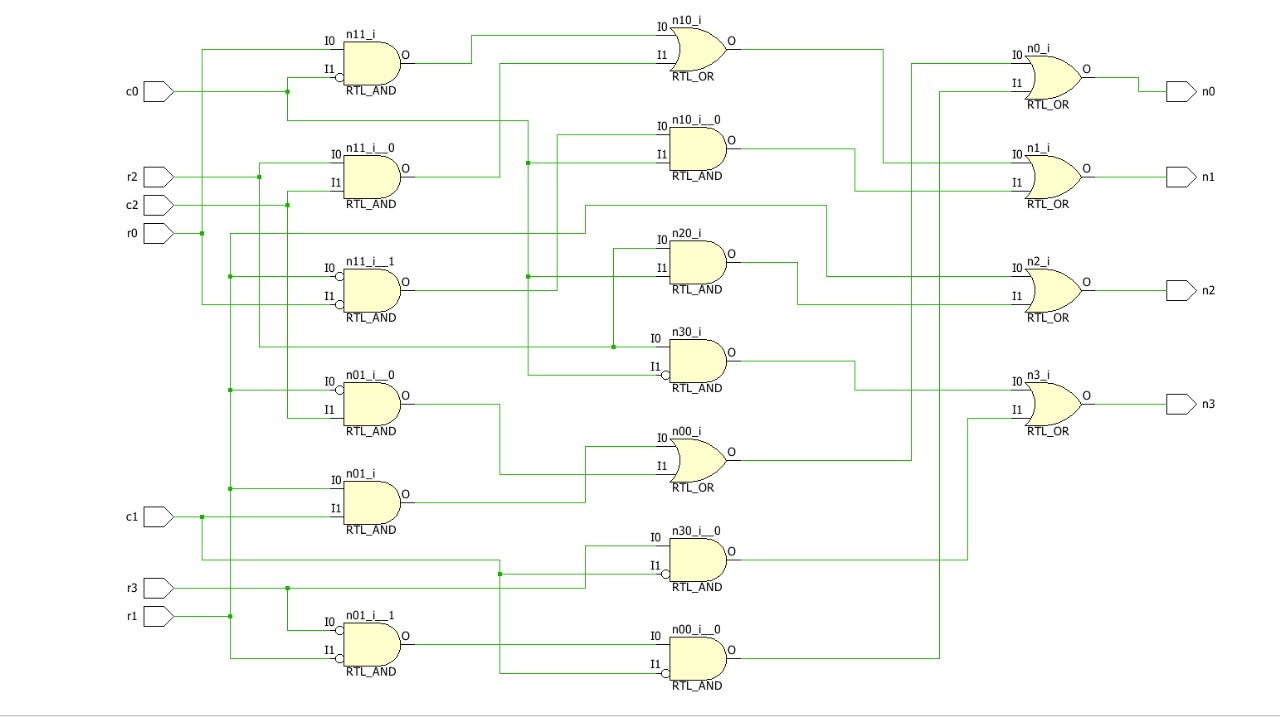 n11_i
I0
I1
O
RTL_AND
n10_i
I0
I1
O
RTL_OR
n0_i
I0
I1
O
RTL_OR
c0
n0
n11_i__0
I0
I1
O
RTL_AND
n10_i__0
I0
I1
O
RTL_AND
n1_i
I0
I1
O
RTL_OR
r2
c2
r0
n1
n11_i__1
I0
I1
O
RTL_AND
n20_i
I0
I1
O
RTL_AND
n2_i
I0
I1
O
RTL_OR
n2
n30_i
I0
I1
O
RTL_AND
n01_i__0
I0
I1
O
RTL_AND
n3_i
I0
I1
O
RTL_OR
n3
n00_i
I0
I1
O
RTL_OR
n01_i
I0
I1
O
RTL_AND
c1
n30_i__0
I0
I1
O
RTL_AND
r3
r1
n01_i__1
I0
I1
O
RTL_AND
n00_i__0
I0
I1
O
RTL_AND